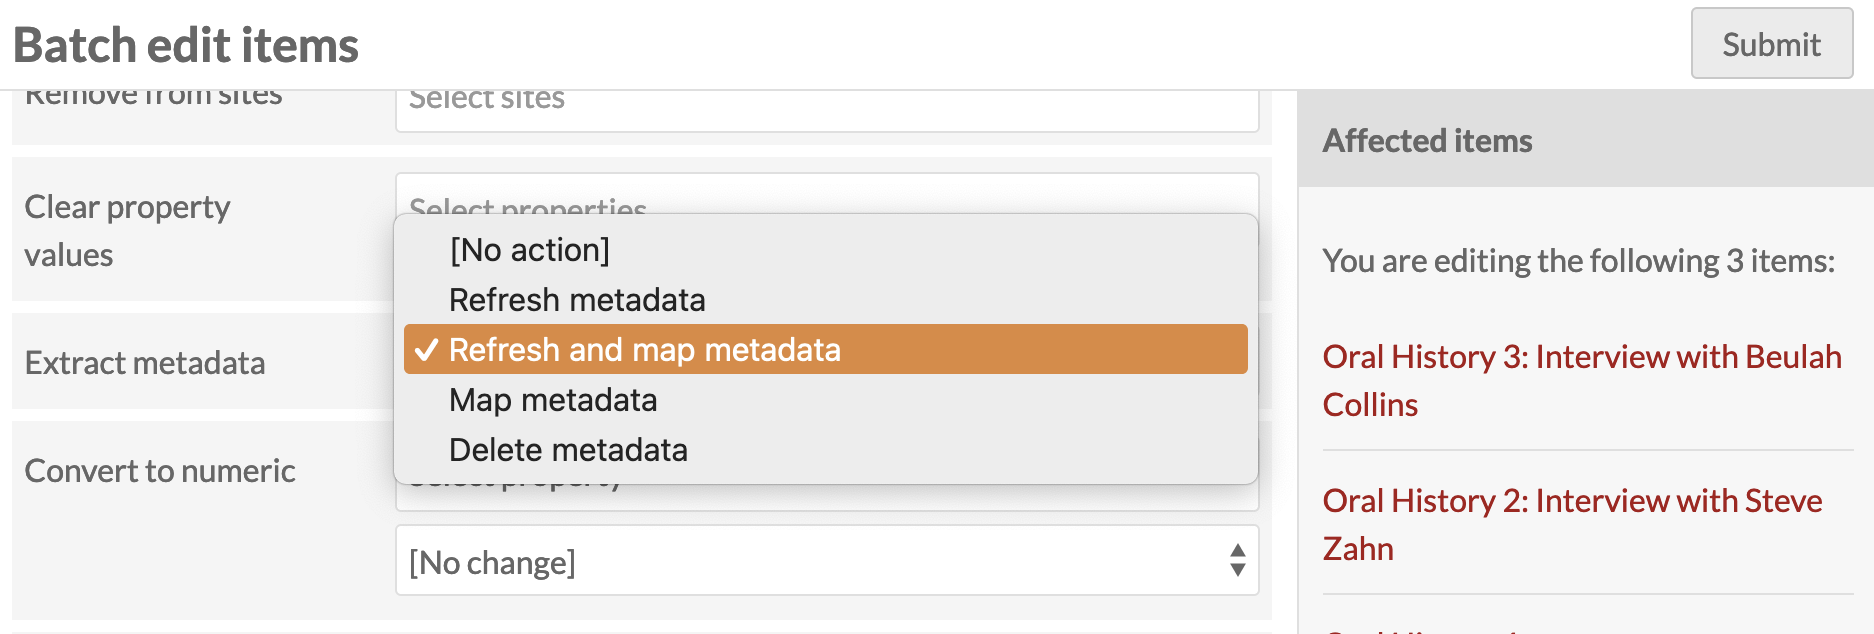 Batch edit items
Submit
Remove from sites
Select sites
Clear property
values
Select properties
[No action]
Refresh metadata
✓ Refresh and map metadata
Map metadata
Delete metadata
Extract metadata
Convert to numeric
Select property
[No change]
Affected items
You are editing the following 3 items:
Oral History 3: Interview with Beulah
Collins
Oral History 2: Interview with Steve
Zahn